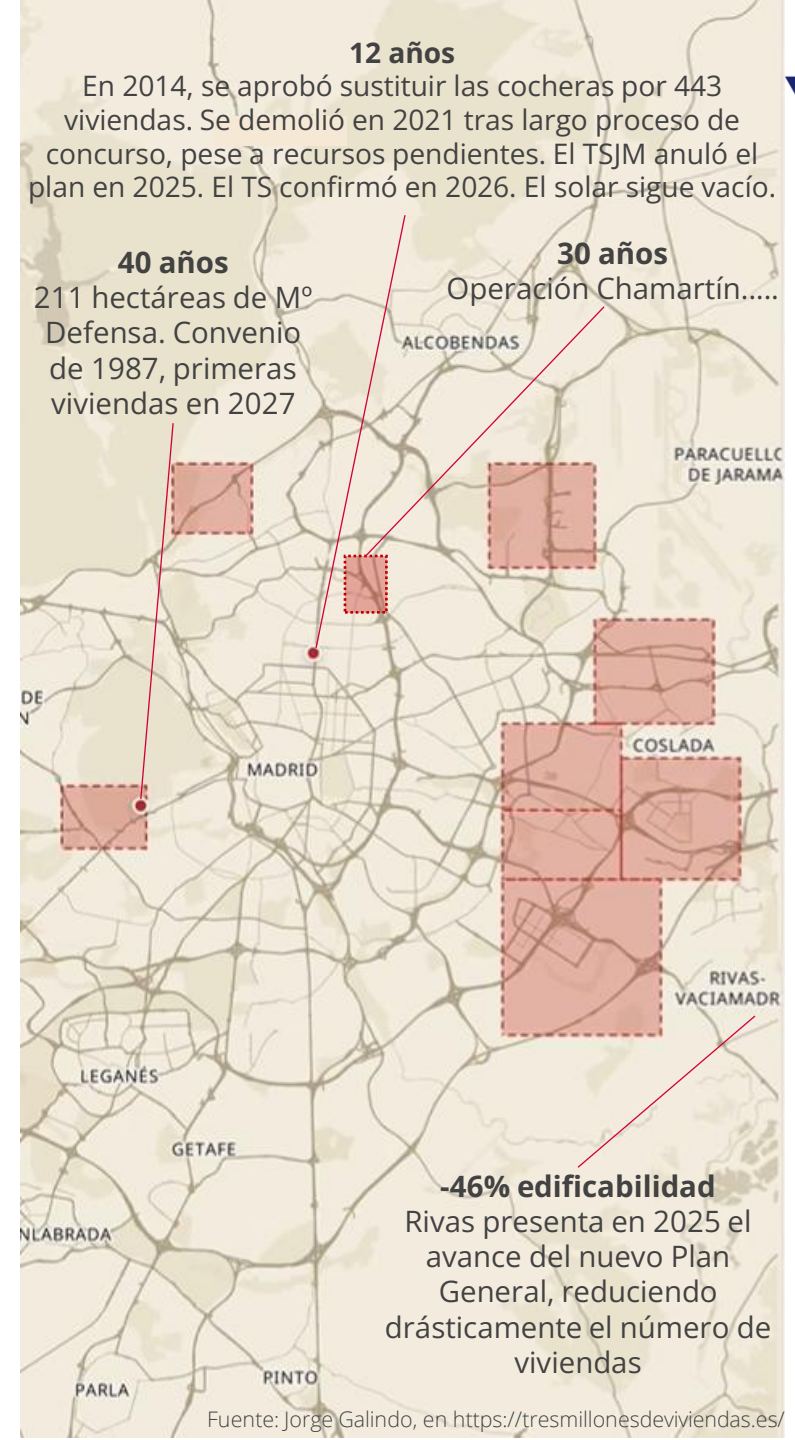 12 años
En 2014, se aprobó sustituir las cocheras por 443
viviendas. Se demolió en 2021 tras largo proceso de
concurso, pese a recursos pendientes. El TSJM anuló el
plan en 2025. El TS confirmó en 2026. El solar sigue vacío.
40 años
211 hectáreas de Mº
Defensa. Convenio
de 1987, primeras
viviendas en 2027
30 años
Operación Chamartín.....
ALCOBENDAS
PARACUELLC
DE JARAMA
DE
N
COSLADA
MADRID
RIVAS-
VACIAMADR
LEGANÉS
GETAFE
NLABRADA
-46% edificabilidad
Rivas presenta en 2025 el
avance del nuevo Plan
General, reduciendo
drásticamente el número de
viviendas
PINTO
PARLA
Fuente: Jorge Galindo, en https://tresmillonesdeviviendas.es/